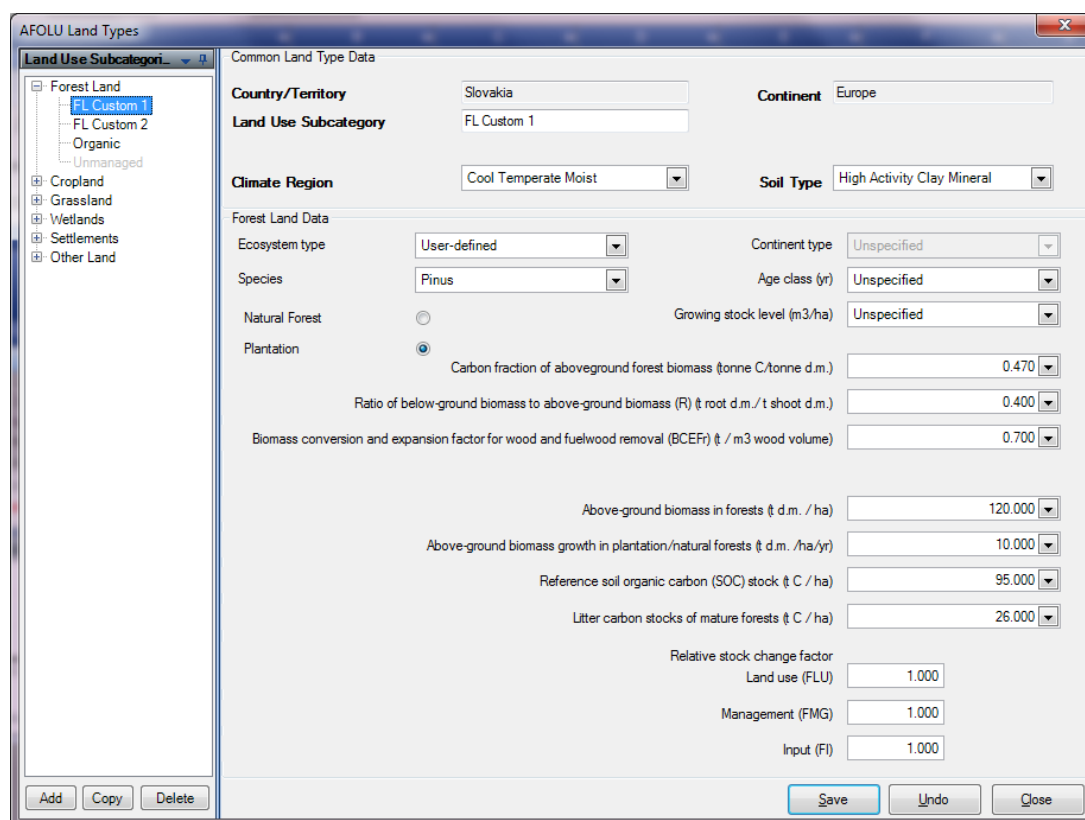 AFOLU Land Types
Land Use Subcategori...
Forest Land
FL Custom 1
FL Custom 2
Organic
Unmanaged
Cropland
Grassland
Wetlands
Settlements
Other Land
Add Copy Delete
Common Land Type Data
Country/Territory Slovakia Continent Europe
Land Use Subcategory FL Custom 1
Climate Region Cool Temperate Moist Soil Type High Activity Clay Mineral
Forest Land Data
Ecosystem type User-defined Continent type Unspecified
Species Pinus Age class (yr) Unspecified
Natural Forest Growing stock level (m3/ha) Unspecified
Plantation
Carbon fraction of aboveground forest biomass (tonne C/tonne d.m.) 0.470
Ratio of below-ground biomass to above-ground biomass (R) (t root d.m./ t shoot d.m.) 0.400
Biomass conversion and expansion factor for wood and fuelwood removal (BCEFr) (t / m3 wood volume) 0.700
Above-ground biomass in forests (t d.m. / ha) 120.000
Above-ground biomass growth in plantation/natural forests (t d.m. /ha/yr) 10.000
Reference soil organic carbon (SOC) stock (t C / ha) 95.000
Litter carbon stocks of mature forests (t C / ha) 26.000
Relative stock change factor
Land use (FLU) 1.000
Management (FMG) 1.000
Input (FI) 1.000
Save Undo Close